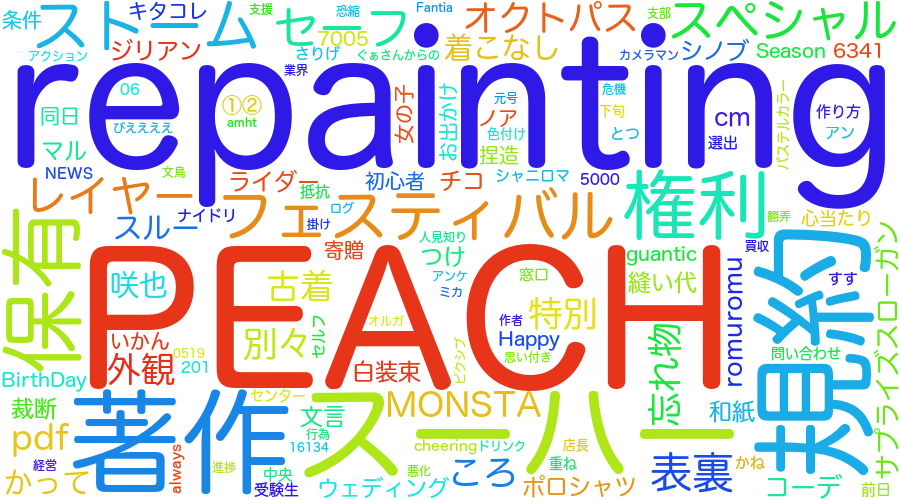 条件
キタコレ
支援
恐縮
Fantia
オクトパス
支部
スペシャル
ストーム
セーフ
7005
着こなし
アクション
ジリアン
さりげ
ぐぁさんからの
カメラマン
シノブ
Season
6341
業界
repainting
06
①②
amht
女の子
お出かけ
元号
ノア
色付け
危機
下旬
とつ
cm
選出
パステルカラー
作り方
アン
同日
ぴええええ
マル
NEWS
文鳥
捏造
シャニロマ
5000
レイヤー
ライダー
抵抗
初心者
チコ
権利
スルー
ナイドリ
フェスティバル
掛け
ログ
翻弄
心当たり
保有
寄贈
人見知り
つけ
アンケ
ミカ
窓口
guantic
縫い代
買収
規約
すす
サプライズスローガン
PEACH
咲也
古着
特別
romuromu
いかん
別々
セルフ
オルガ
作者
Happy
思い付き
忘れ物
問い合わせ
0519
201
外観
白装束
ピクシブ
BirthDay
裁断
著作
センター
文言
MONSTA
スーハー
和紙
pdf
行為
16134
cheering
ドリンク
店長
かって
経営
always
進捗
中央
受験生
ウェディング
悪化
ころ
重ね
ポロシャツ
表裏
かね
コーデ
前日